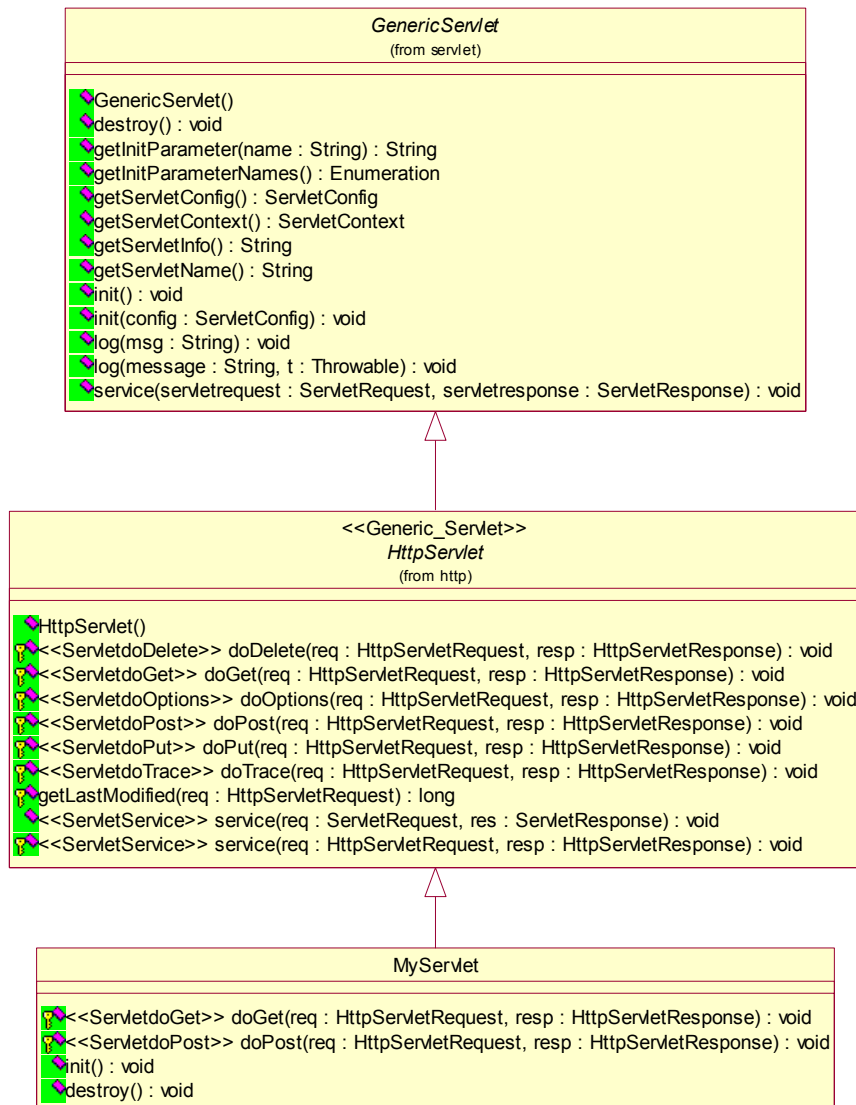 GenericServlet
(from servlet)
GenericServlet()
destroy() : void
getInitParameter(name : String) : String
getInitParameterNames() : Enumeration
getServletConfig() : ServletConfig
getServletContext() : ServletContext
getServletInfo() : String
getServletName() : String
init() : void
init(config : ServletConfig) : void
log(msg : String) : void
log(message : String, t : Throwable) : void
service(servletrequest : ServletRequest, servletresponse : ServletResponse) : void
<<Generic_Servlet>>
HttpServlet
(from http)
HttpServlet()
<<ServletdoDelete>> doDelete(req : HttpServletRequest, resp : HttpServletResponse) : void
<<ServletdoGet>> doGet(req : HttpServletRequest, resp : HttpServletResponse) : void
<<ServletdoOptions>> doOptions(req : HttpServletRequest, resp : HttpServletResponse) : void
<<ServletdoPost>> doPost(req : HttpServletRequest, resp : HttpServletResponse) : void
<<ServletdoPut>> doPut(req : HttpServletRequest, resp : HttpServletResponse) : void
<<ServletdoTrace>> doTrace(req : HttpServletRequest, resp : HttpServletResponse) : void
getLastModified(req : HttpServletRequest) : long
<<ServletService>> service(req : ServletRequest, res : ServletResponse) : void
<<ServletService>> service(req : HttpServletRequest, resp : HttpServletResponse) : void
MyServlet
<<ServletdoGet>> doGet(req : HttpServletRequest, resp : HttpServletResponse) : void
<<ServletdoPost>> doPost(req : HttpServletRequest, resp : HttpServletResponse) : void
init() : void
destroy() : void